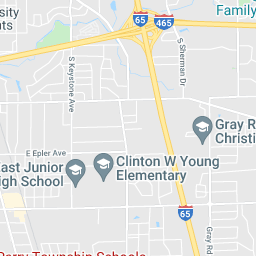 Family
65
465
S Sherman Dr
S Keystone Ave
Gray R
Christi
E Epler Ave
Clinton W Young
Elementary
ast Junior
igh School
65
Gray Rd
Perry Township Schools